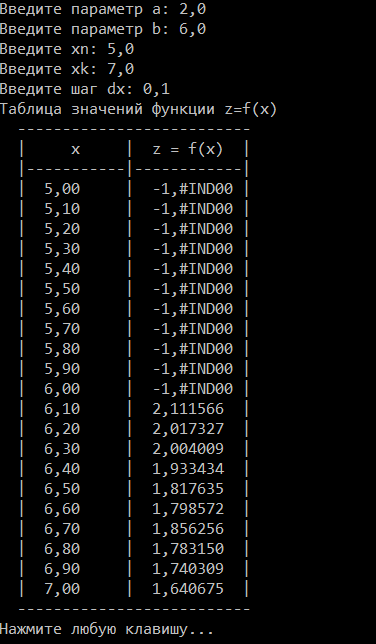 Введите параметр a: 2,0
Введите параметр b: 6,0
Введите xn: 5,0
Введите xk: 7,0
Введите шаг dx: 0,1
Таблица значений функции z=f(x)
--------------------------
|     x     |  z = f(x)  |
|-----------|------------|
|  5,00     |  -1,#IND00 |
|  5,10     |  -1,#IND00 |
|  5,20     |  -1,#IND00 |
|  5,30     |  -1,#IND00 |
|  5,40     |  -1,#IND00 |
|  5,50     |  -1,#IND00 |
|  5,60     |  -1,#IND00 |
|  5,70     |  -1,#IND00 |
|  5,80     |  -1,#IND00 |
|  5,90     |  -1,#IND00 |
|  6,00     |  -1,#IND00 |
|  6,10     |  2,111566  |
|  6,20     |  2,017327  |
|  6,30     |  2,004009  |
|  6,40     |  1,933434  |
|  6,50     |  1,817635  |
|  6,60     |  1,798572  |
|  6,70     |  1,856256  |
|  6,80     |  1,783150  |
|  6,90     |  1,740309  |
|  7,00     |  1,640675  |
--------------------------
Нажмите любую клавишу...